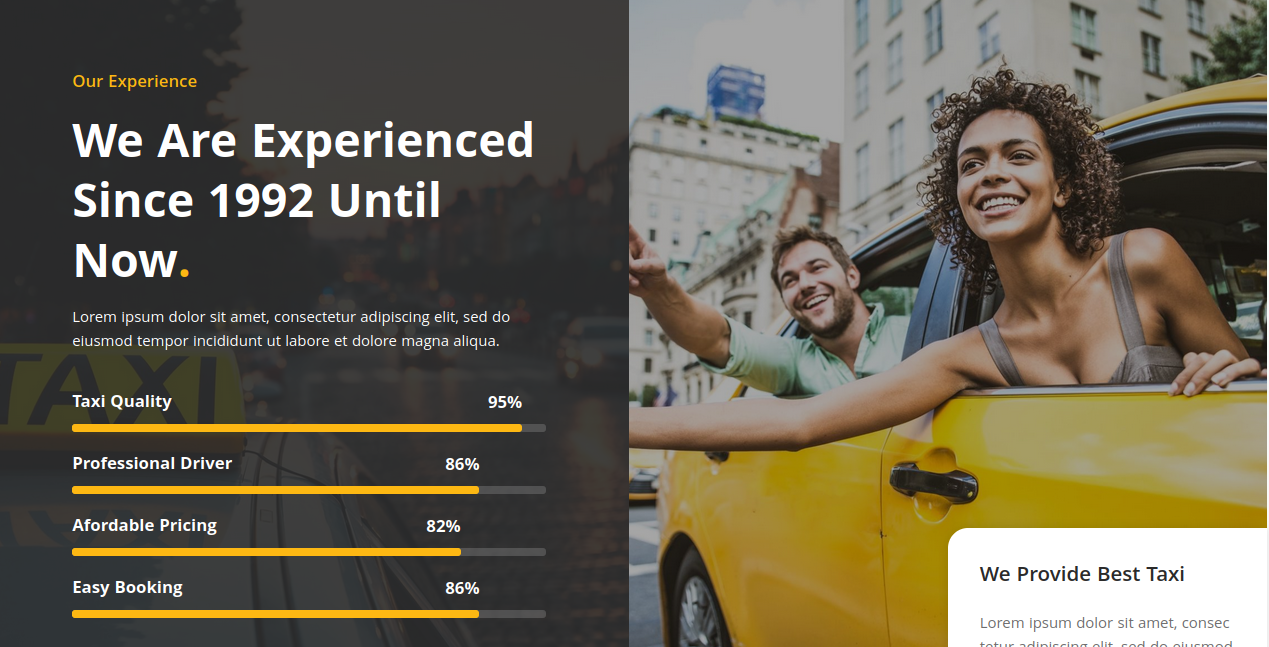 Our Experience
We Are Experienced
Since 1992 Until
Now.
Lorem ipsum dolor sit amet, consectetur adipiscing elit, sed do
eiusmod tempor incididunt ut labore et dolore magna aliqua.
TAXI
Taxi Quality 95%
Professional Driver 86%
Afordable Pricing 82%
Easy Booking 86%
We Provide Best Taxi
Lorem ipsum dolor sit amet, consec
tetur adipiscing elit, sed do eiusmod